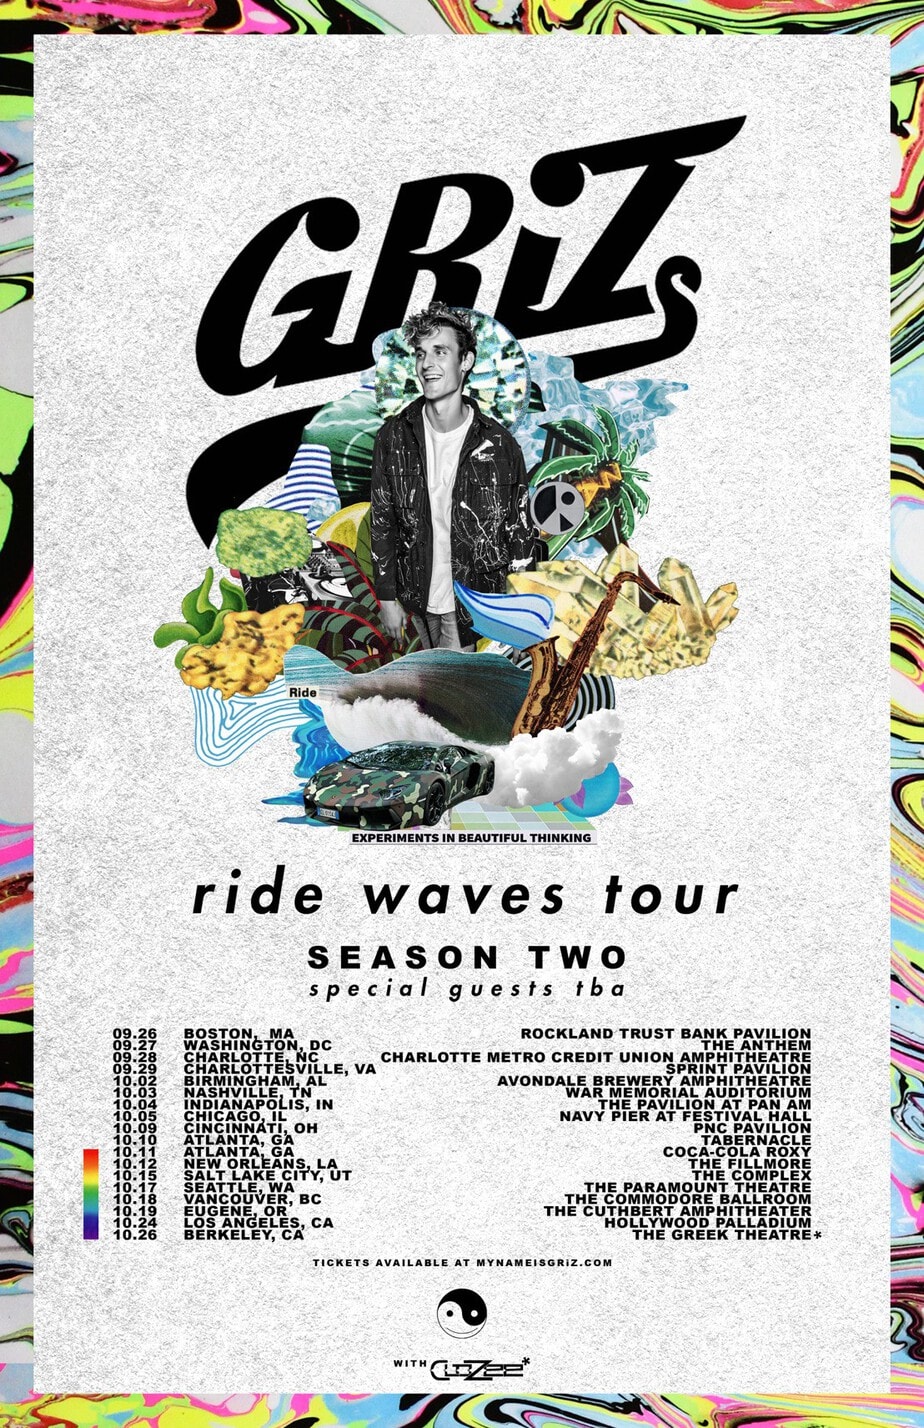 GRiZ's
AN
Ride
EXPERIMENTS IN BEAUTIFUL THINKING
ride waves tour
SEASON TWO
special guests tba
09.26 BOSTON, MA ROCKLAND TRUST BANK PAVILION
09.27 WASHINGTON, DC THE ANTHEM
09.28 CHARLOTTE, NC CHARLOTTE METRO CREDIT UNION AMPHITHEATRE
09.29 CHARLOTTESVILLE, VA SPRINT PAVILION
10.02 BIRMINGHAM, AL AVONDALE BREWERY AMPHITHEATRE
10.03 NASHVILLE, TN WAR MEMORIAL AUDITORIUM
10.04 INDIANAPOLIS, IN THE PAVILION AT PAN AM
10.05 CHICAGO, IL NAVY PIER AT FESTIVAL HALL
10.09 CINCINNATI, OH PNC PAVILION
10.10 ATLANTA, GA TABERNACLE
10.11 ATLANTA, GA COCA-COLA ROXY
10.12 NEW ORLEANS, LA THE FILLMORE
10.15 SALT LAKE CITY, UT THE COMPLEX
10.17 SEATTLE, WA THE PARAMOUNT THEATRE
10.18 VANCOUVER, BC THE COMMODORE BALLROOM
10.19 EUGENE, OR THE CUTHBERT AMPHITHEATER
10.24 LOS ANGELES, CA HOLLYWOOD PALLADIUM
10.26 BERKELEY, CA THE GREEK THEATRE*
TICKETS AVAILABLE AT MYNAMEISGRiZ.COM
WITH CloZee*